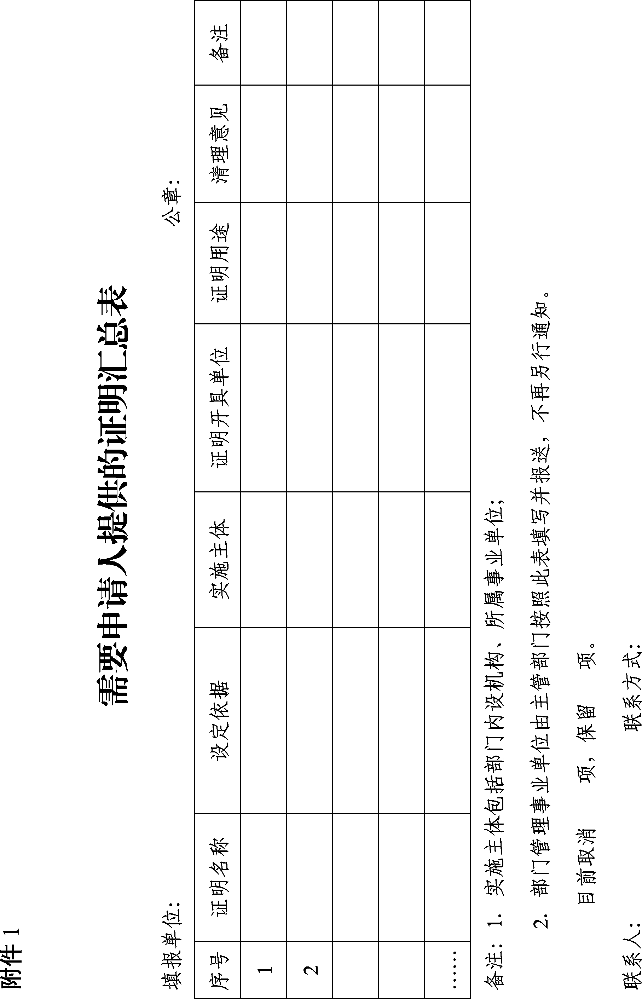 附件 1
需要申请人提供的证明汇总表
填报单位： 公章：
序号 证明名称 设定依据 实施主体 证明开具单位 证明用途 清理意见 备注
1
2
……
备注：1. 实施主体包括部门内设机构、所属事业单位；
2. 部门管理事业单位由主管部门按照此表填写并报送，不再另行通知。
目前取消 项，保留 项。
联系人： 联系方式：